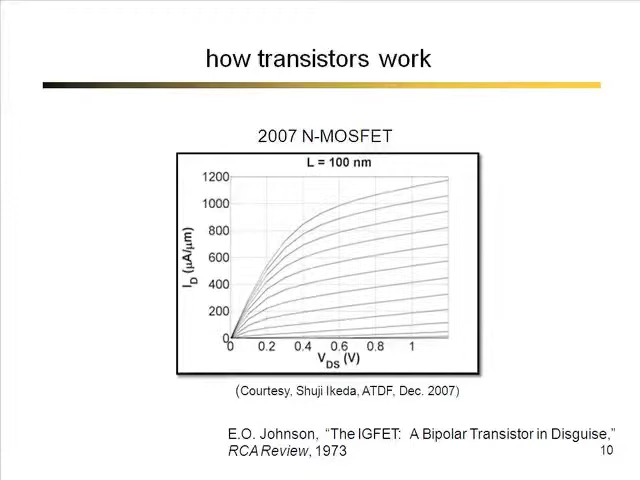 how transistors work
2007 N-MOSFET
L = 100 nm
1200
1000
800
600
400
200
0
I_D (μA/μm)
0 0.2 0.4 0.6 0.8 1
V_DS (V)
(Courtesy, Shuji Ikeda, ATDF, Dec. 2007)
E.O. Johnson, “The IGFET: A Bipolar Transistor in Disguise,”
RCA Review, 1973
10